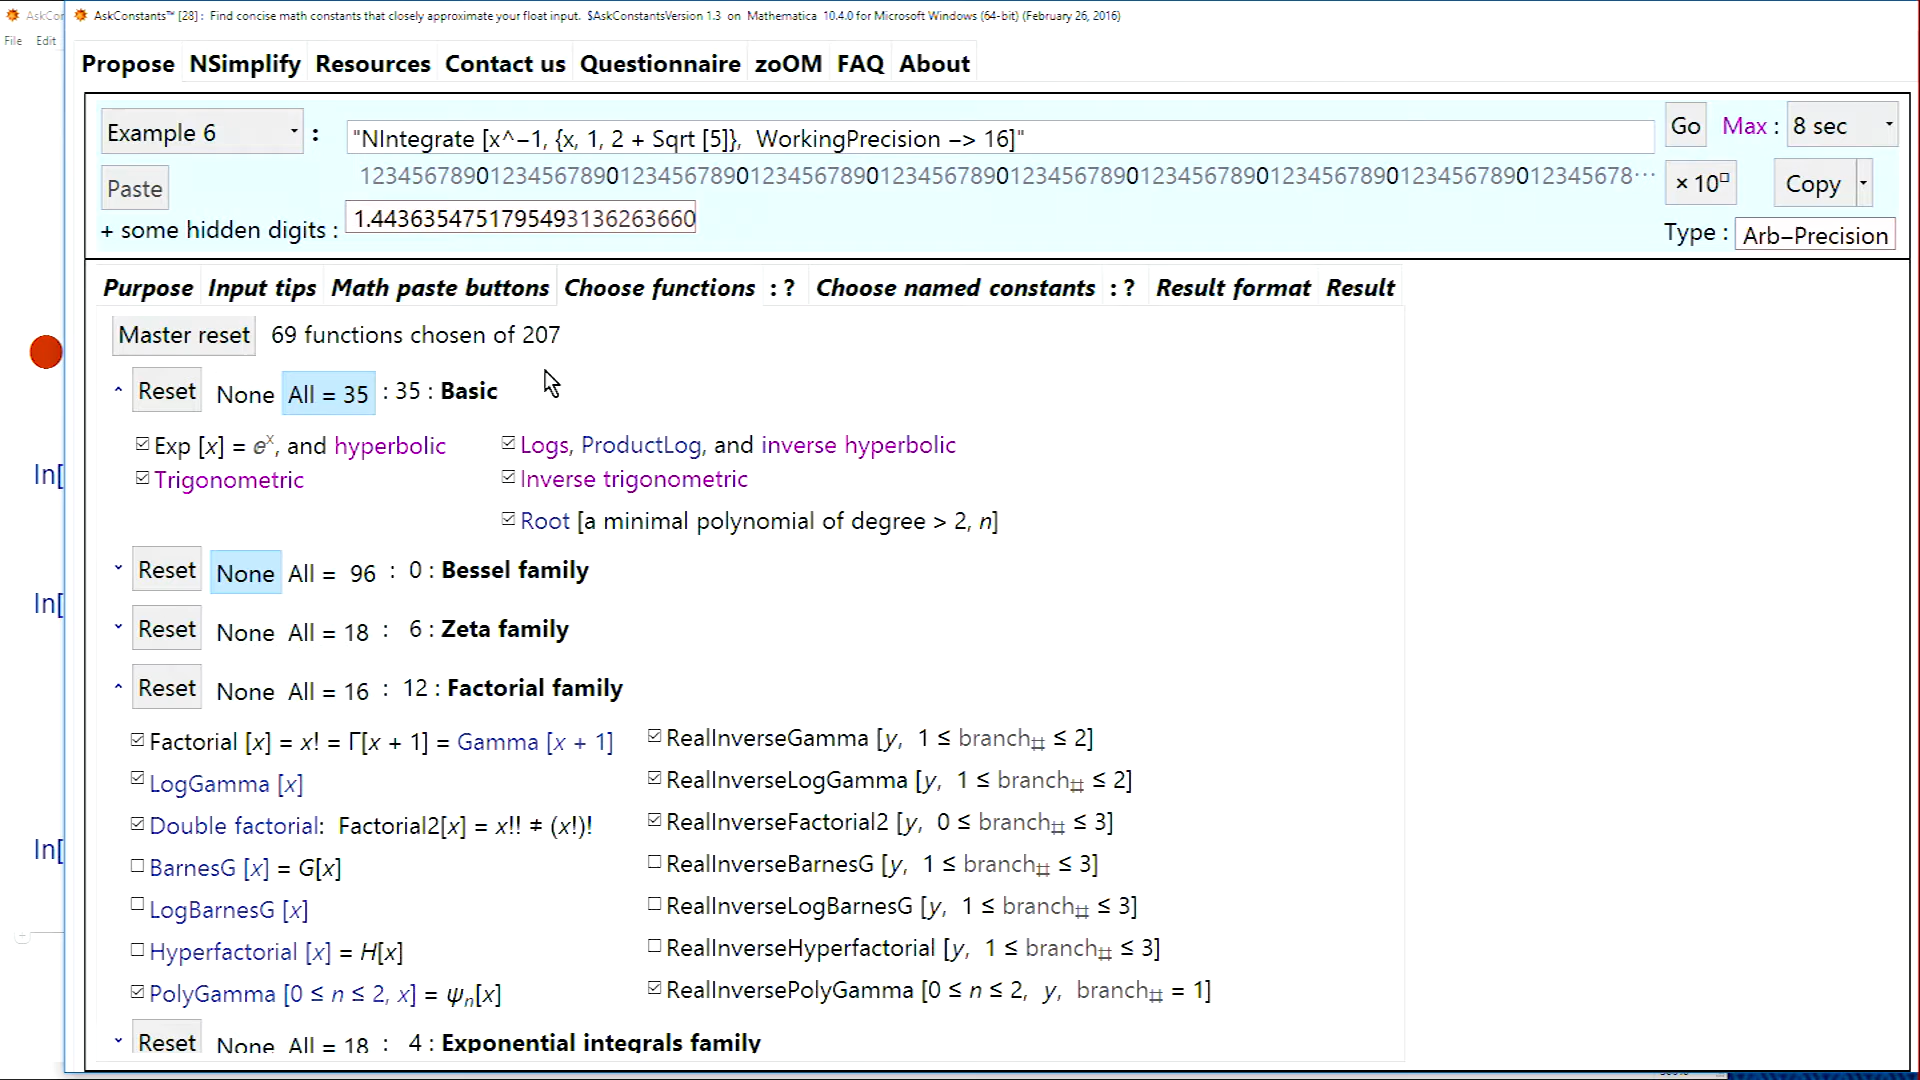 AskCor AskConstants™ [28] : Find concise math constants that closely approximate your float input. $AskConstantsVersion 1.3 on Mathematica 10.4.0 for Microsoft Windows (64-bit) (February 26, 2016)
File Edit
Propose NSimplify Resources Contact us Questionnaire zoOM FAQ About
Example 6 : "NIntegrate [x^−1, {x, 1, 2 + Sqrt [5]}, WorkingPrecision −> 16]" Go Max : 8 sec
Paste 12345678901234567890123456789012345678901234567890123456789012345678901234567890123456789012345678··· × 10□ Copy
+ some hidden digits : 1.4436354751795493136263660 Type : Arb−Precision
Purpose Input tips Math paste buttons Choose functions : ? Choose named constants : ? Result format Result
Master reset 69 functions chosen of 207
Reset None All = 35 : 35 : Basic
Exp [x] = eˣ, and hyperbolic Logs, ProductLog, and inverse hyperbolic
Trigonometric Inverse trigonometric
In[
Root [a minimal polynomial of degree > 2, n]
Reset None All = 96 : 0 : Bessel family
In[
Reset None All = 18 : 6 : Zeta family
Reset None All = 16 : 12 : Factorial family
Factorial [x] = x! = Γ[x + 1] = Gamma [x + 1] RealInverseGamma [y, 1 ≤ branch# ≤ 2]
LogGamma [x] RealInverseLogGamma [y, 1 ≤ branch# ≤ 2]
Double factorial: Factorial2[x] = x!! ≠ (x!)! RealInverseFactorial2 [y, 0 ≤ branch# ≤ 3]
In[
BarnesG [x] = G[x] RealInverseBarnesG [y, 1 ≤ branch# ≤ 3]
LogBarnesG [x] RealInverseLogBarnesG [y, 1 ≤ branch# ≤ 3]
Hyperfactorial [x] = H[x] RealInverseHyperfactorial [y, 1 ≤ branch# ≤ 3]
PolyGamma [0 ≤ n ≤ 2, x] = ψₙ[x] RealInversePolyGamma [0 ≤ n ≤ 2, y, branch# = 1]
Reset None All = 18 : 4 : Exponential integrals family